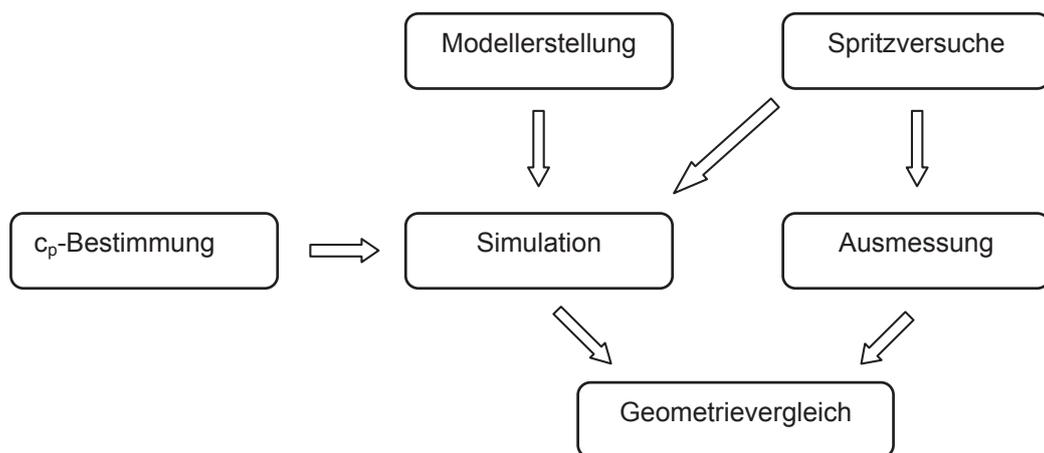 Modellerstellung
Spritzversuche
cₚ-Bestimmung
Simulation
Ausmessung
Geometrievergleich